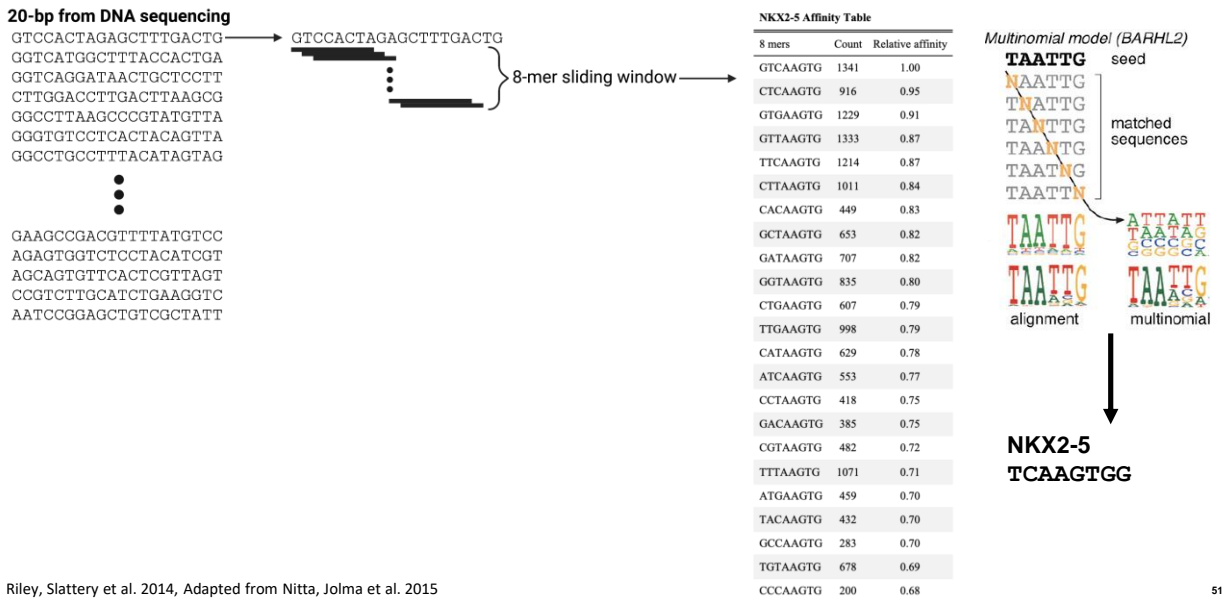 20-bp from DNA sequencing
GTCCACTAGAGCTTTGACTG
GGTCATGGCTTTACCACTGA
GGTCAGGATAACTGCTCCTT
CTTGGACCTTGACTTAAGCG
GGCCTTAAGCCCGTATGTTA
GGGTGTCCTCACTACAGTTA
GGCCTGCCTTTACATAGTAG
GAAGCCGACGTTTTATGTCC
AGAGTGGTCTCCTACATCGT
AGCAGTGTTCACTCGTTAGT
CCGTCTTGCATCTGAAGGTC
AATCCGGAGCTGTCGCTATT
GTCCACTAGAGCTTTGACTG
8-mer sliding window
NKX2-5 Affinity Table
8 mers Count Relative affinity
GTCAAGTG 1341 1.00
CTCAAGTG 916 0.95
GTGAAGTG 1229 0.91
GTTAAGTG 1333 0.87
TTCAAGTG 1214 0.87
CTTAAGTG 1011 0.84
CACAAGTG 449 0.83
GCTAAGTG 653 0.82
GATAAGTG 707 0.82
GGTAAGTG 835 0.80
CTGAAGTG 607 0.79
TTGAAGTG 998 0.79
CATAAGTG 629 0.78
ATCAAGTG 553 0.77
CCTAAGTG 418 0.75
GACAAGTG 385 0.75
CGTAAGTG 482 0.72
TTTAAGTG 1071 0.71
ATGAAGTG 459 0.70
TACAAGTG 432 0.70
GCCAAGTG 283 0.70
TGTAAGTG 678 0.69
CCCAAGTG 200 0.68
Multinomial model (BARHL2)
TAATTG seed
NAATTG
TNATTG
TANTTG
TAANTG
TAATNG
TAATTN
matched
sequences
TAATTG
ATTATT
TAATAG
GCCCGC
CGGGCA
TAATTG
TAATTG
alignment
multinomial
NKX2-5
TCAAGTGG
Riley, Slattery et al. 2014, Adapted from Nitta, Jolma et al. 2015
51